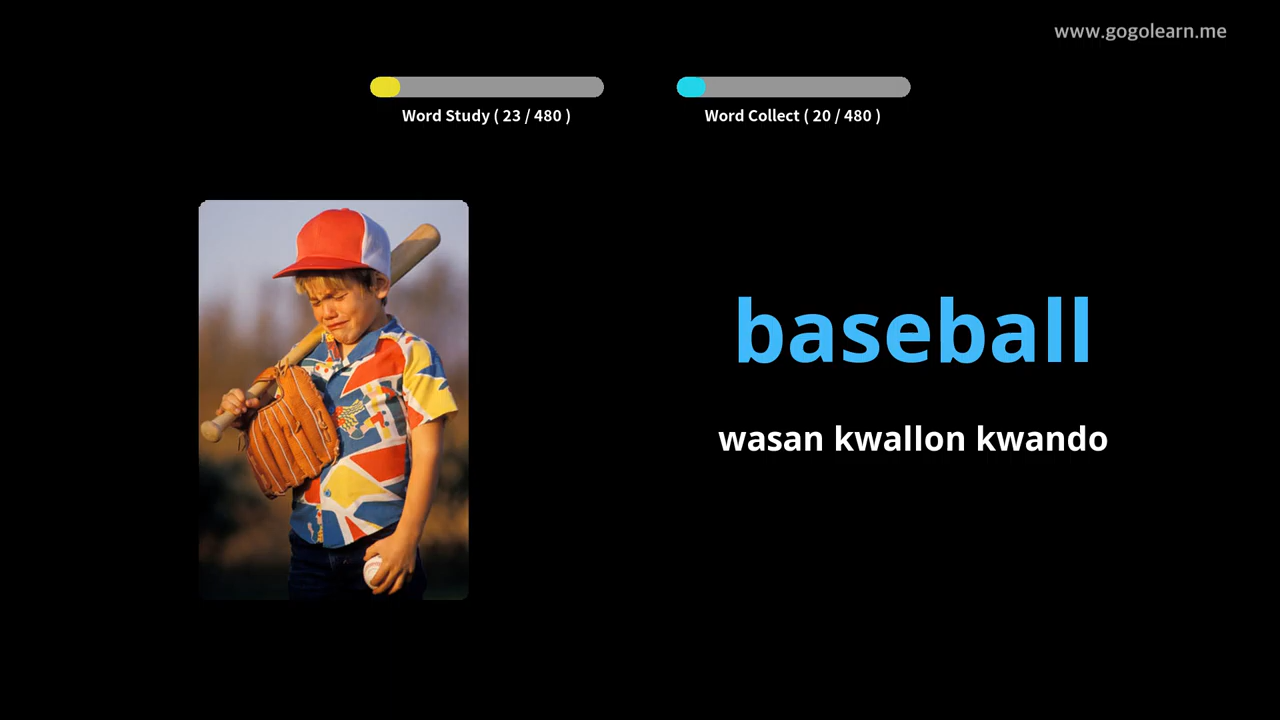 www.gogolearn.me
Word Study ( 23 / 480 )
Word Collect ( 20 / 480 )
baseball
wasan kwallon kwando